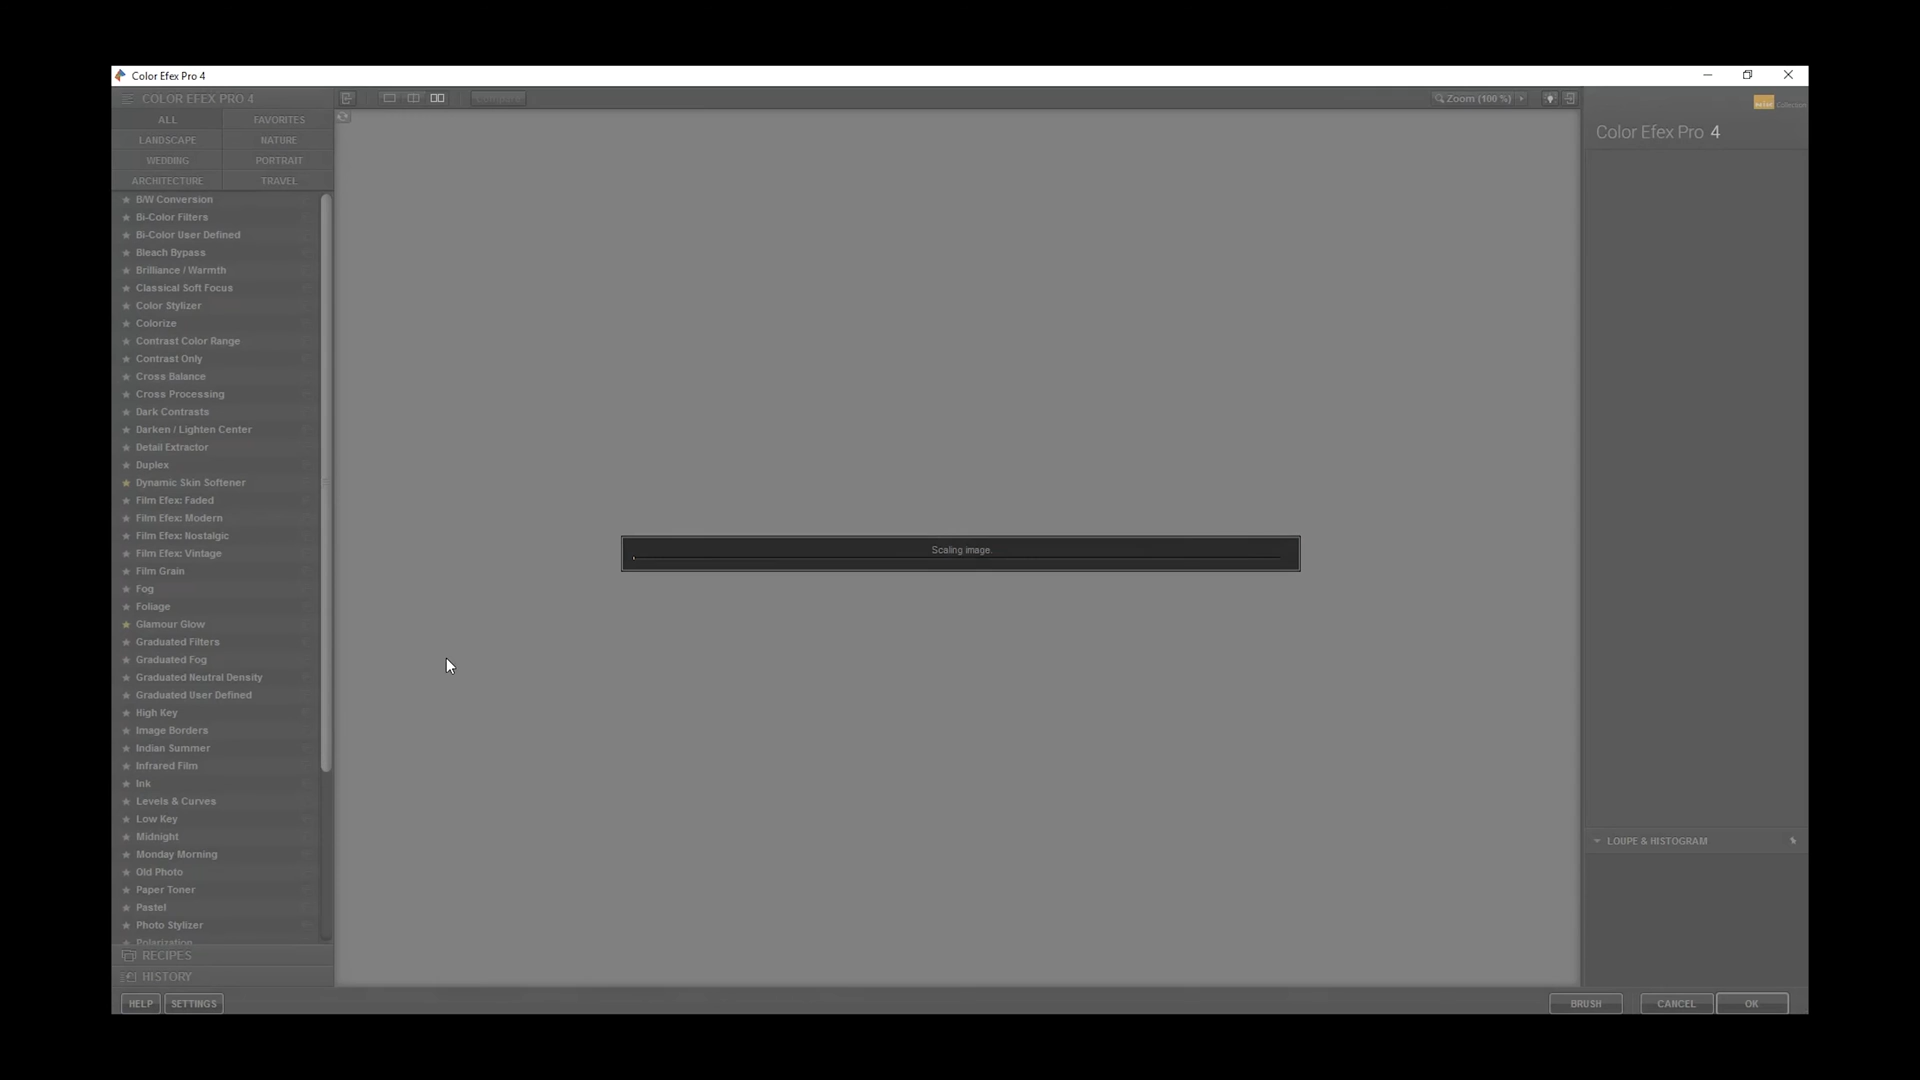 Color Efex Pro 4
COLOR EFEX PRO 4
Compare
Zoom (100 %)
Collection
Color Efex Pro 4
ALL
FAVORITES
LANDSCAPE
NATURE
WEDDING
PORTRAIT
ARCHITECTURE
TRAVEL
B/W Conversion
Bi-Color Filters
Bi-Color User Defined
Bleach Bypass
Brilliance / Warmth
Classical Soft Focus
Color Stylizer
Colorize
Contrast Color Range
Contrast Only
Cross Balance
Cross Processing
Dark Contrasts
Darken / Lighten Center
Detail Extractor
Duplex
Dynamic Skin Softener
Film Efex: Faded
Film Efex: Modern
Film Efex: Nostalgic
Film Efex: Vintage
Film Grain
Fog
Foliage
Glamour Glow
Graduated Filters
Graduated Fog
Graduated Neutral Density
Graduated User Defined
High Key
Image Borders
Indian Summer
Infrared Film
Ink
Levels & Curves
Low Key
Midnight
Monday Morning
Old Photo
Paper Toner
Pastel
Photo Stylizer
Polarization
Scaling image.
LOUPE & HISTOGRAM
RECIPES
HISTORY
HELP
SETTINGS
BRUSH
CANCEL
OK